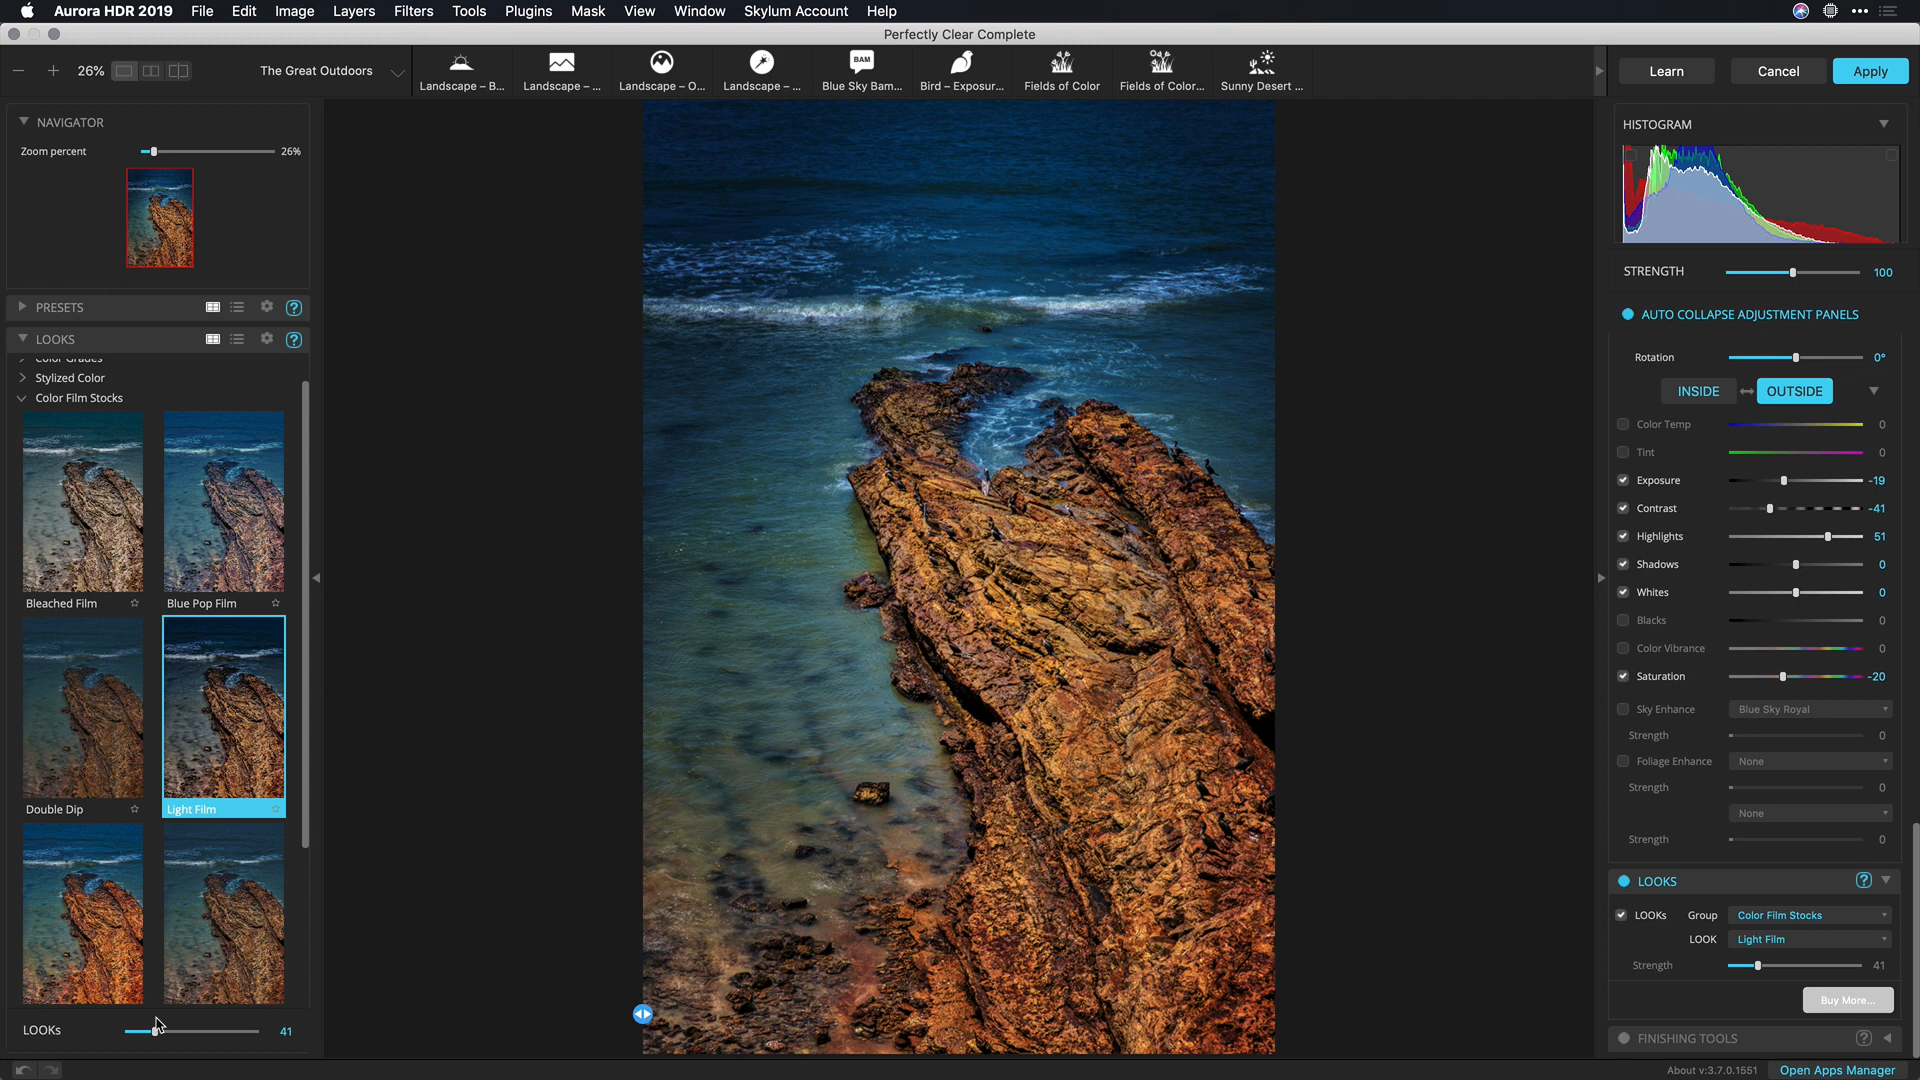 Aurora HDR 2019 File Edit Image Layers Filters Tools Plugins Mask View Window Skylum Account Help
Perfectly Clear Complete
26% The Great Outdoors
BAM
Landscape – B... Landscape – ... Landscape – O... Landscape – ... Blue Sky Bam... Bird – Exposur... Fields of Color Fields of Color... Sunny Desert ...
Learn Cancel Apply
NAVIGATOR
Zoom percent 26%
PRESETS ?
LOOKS ?
Color Grades
Stylized Color
Color Film Stocks
Bleached Film Blue Pop Film
Double Dip Light Film
LOOKs 41
HISTOGRAM
STRENGTH 100
AUTO COLLAPSE ADJUSTMENT PANELS
Rotation 0°
INSIDE OUTSIDE
Color Temp 0
Tint 0
Exposure -19
Contrast -41
Highlights 51
Shadows 0
Whites 0
Blacks 0
Color Vibrance 0
Saturation -20
Sky Enhance Blue Sky Royal
Strength 0
Foliage Enhance None
Strength 0
None
Strength 0
LOOKS ?
LOOKs Group Color Film Stocks
LOOK Light Film
Strength 41
Buy More...
FINISHING TOOLS ?
About v:3.7.0.1551 Open Apps Manager